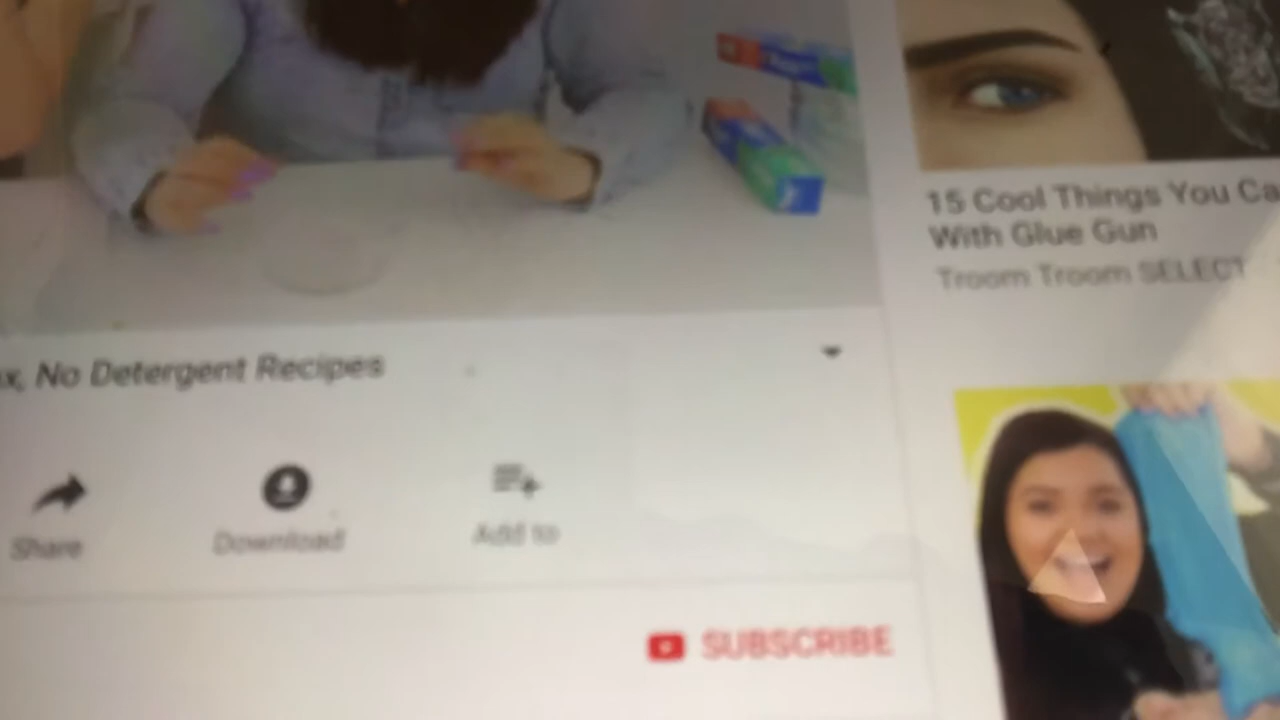 15 Cool Things You Ca
With Glue Gun
Troom Troom SELECT
x, No Detergent Recipes
Share
Download
Add to
SUBSCRIBE